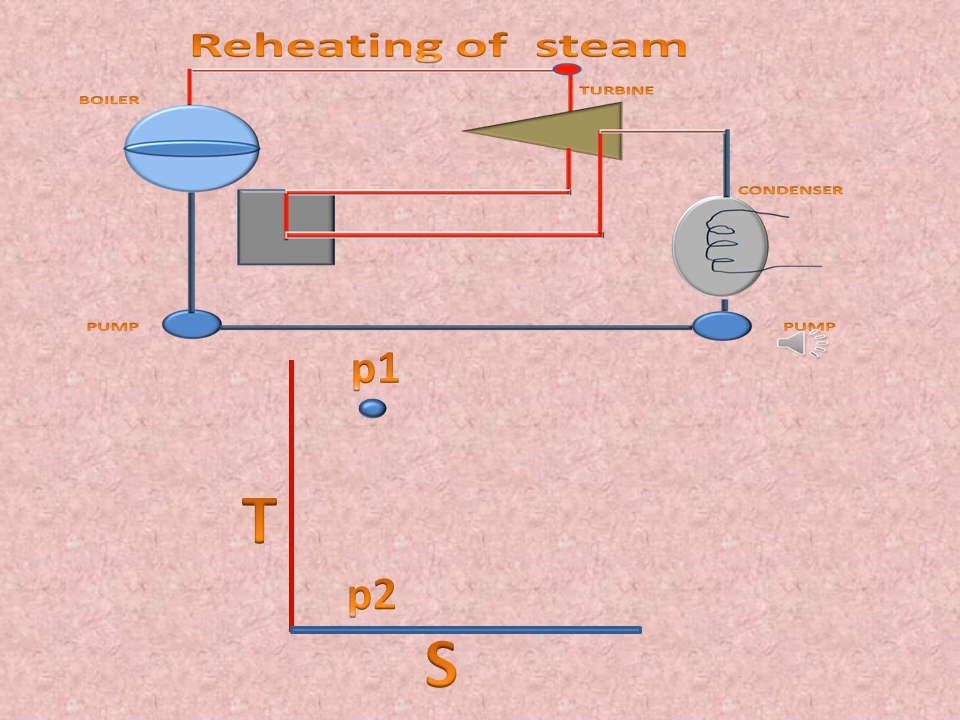 Reheating of steam
BOILER
TURBINE
CONDENSER
PUMP
PUMP
p1
T
p2
S